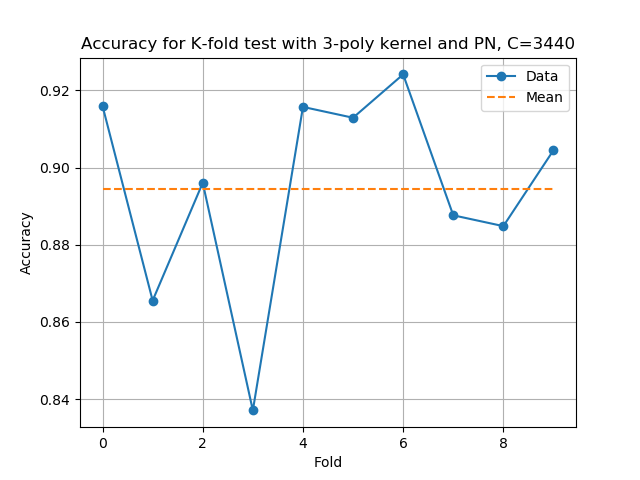 Accuracy for K-fold test with 3-poly kernel and PN, C=3440
Data
Mean
0.92
0.90
0.88
0.86
0.84
Accuracy
0 2 4 6 8
Fold